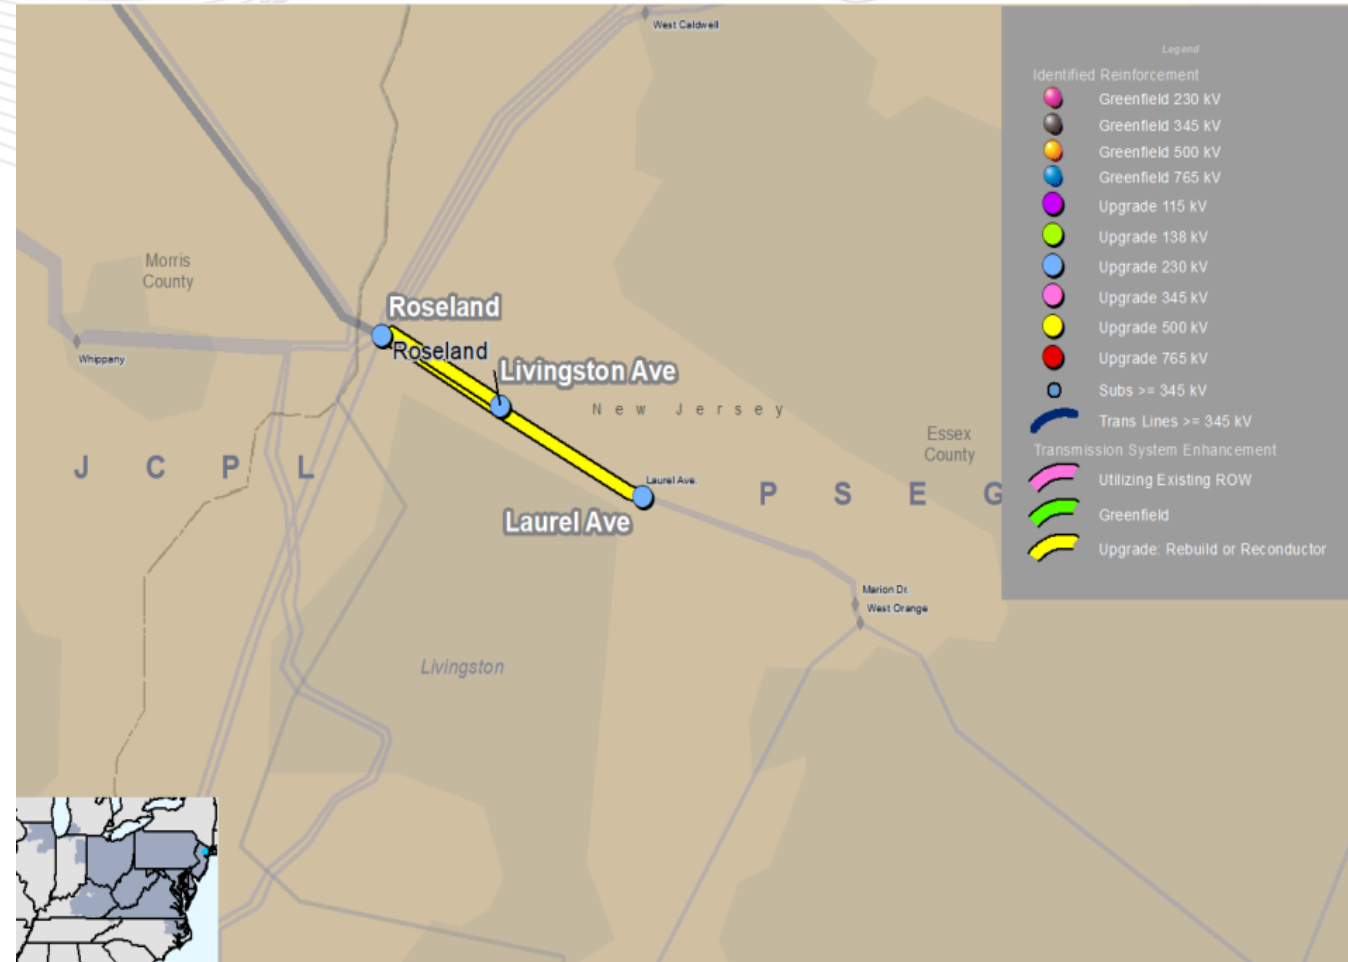 West Caldwell
Legend
Identified Reinforcement
Greenfield 230 kV
Greenfield 345 kV
Greenfield 500 kV
Greenfield 765 kV
Upgrade 115 kV
Upgrade 138 kV
Upgrade 230 kV
Upgrade 345 kV
Upgrade 500 kV
Upgrade 765 kV
Subs >= 345 kV
Trans Lines >= 345 kV
Transmission System Enhancement
Utilizing Existing ROW
Greenfield
Upgrade: Rebuild or Reconductor
Morris
County
Roseland
Roseland
Whippany
Livingston Ave
New Jersey
Essex
County
J C P L
Laurel Ave.
P S E G
Laurel Ave
Marion Dr.
West Orange
Livingston